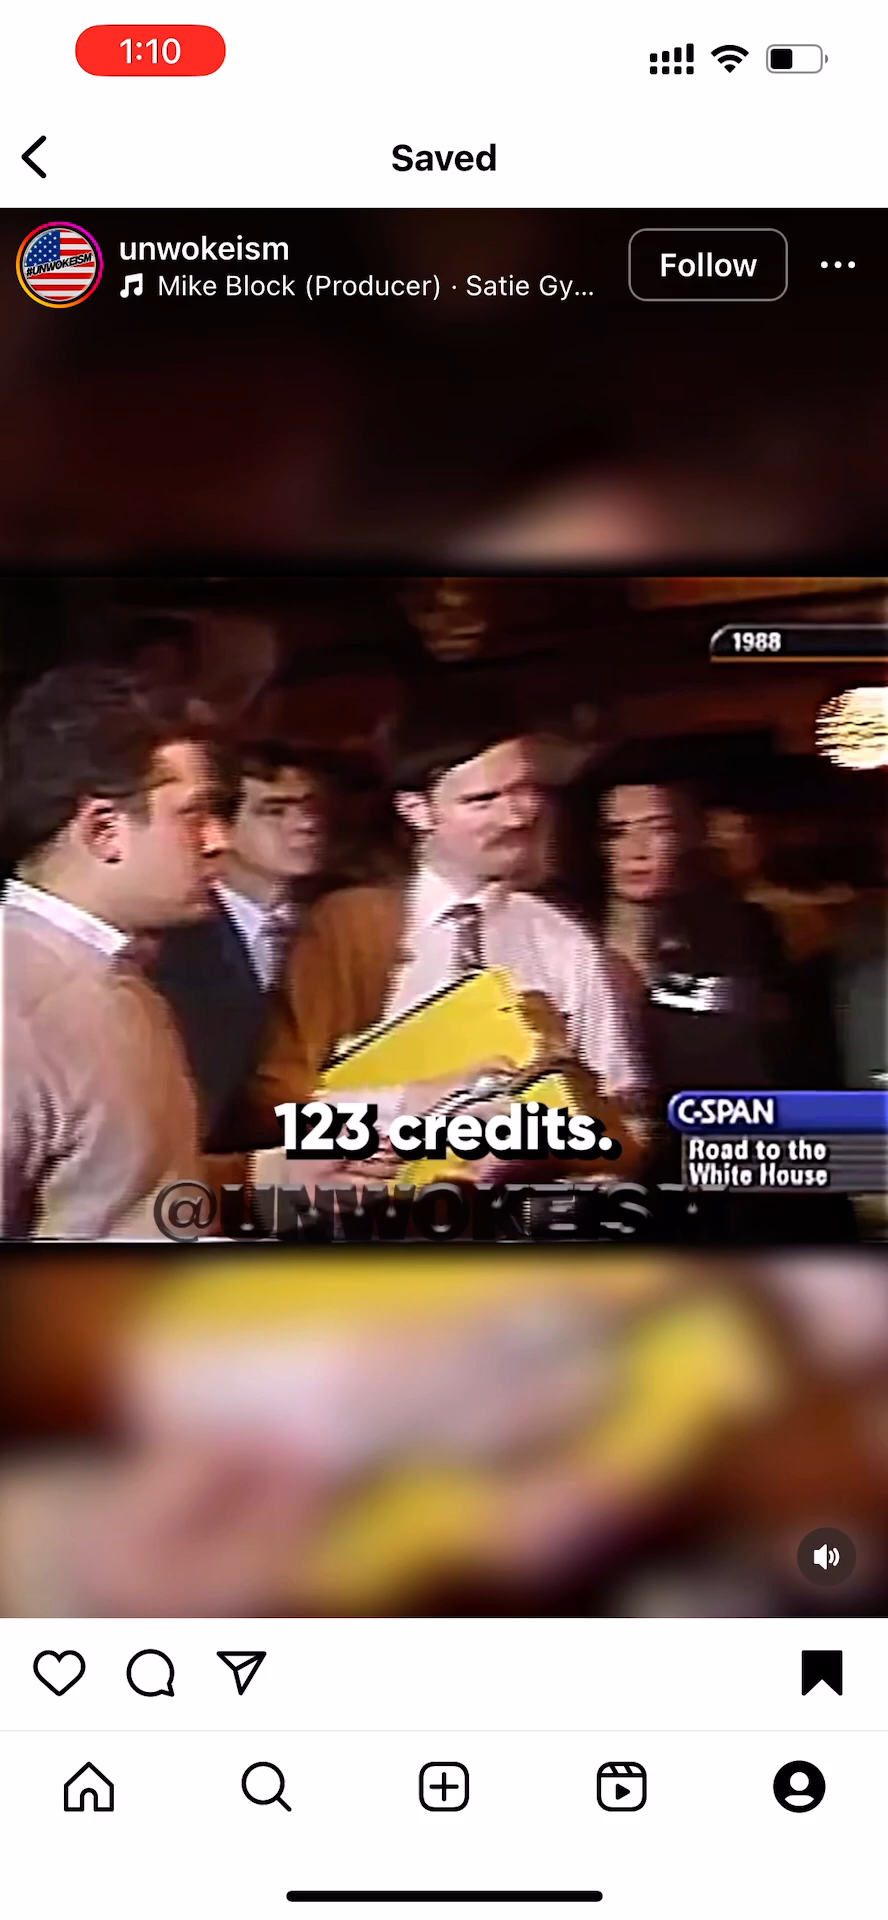 1:10
Saved
#UNWOKEISM
unwokeism
Mike Block (Producer) · Satie Gy...
Follow
1988
C-SPAN
Road to the
White House
123 credits.
@UNWOKEISM